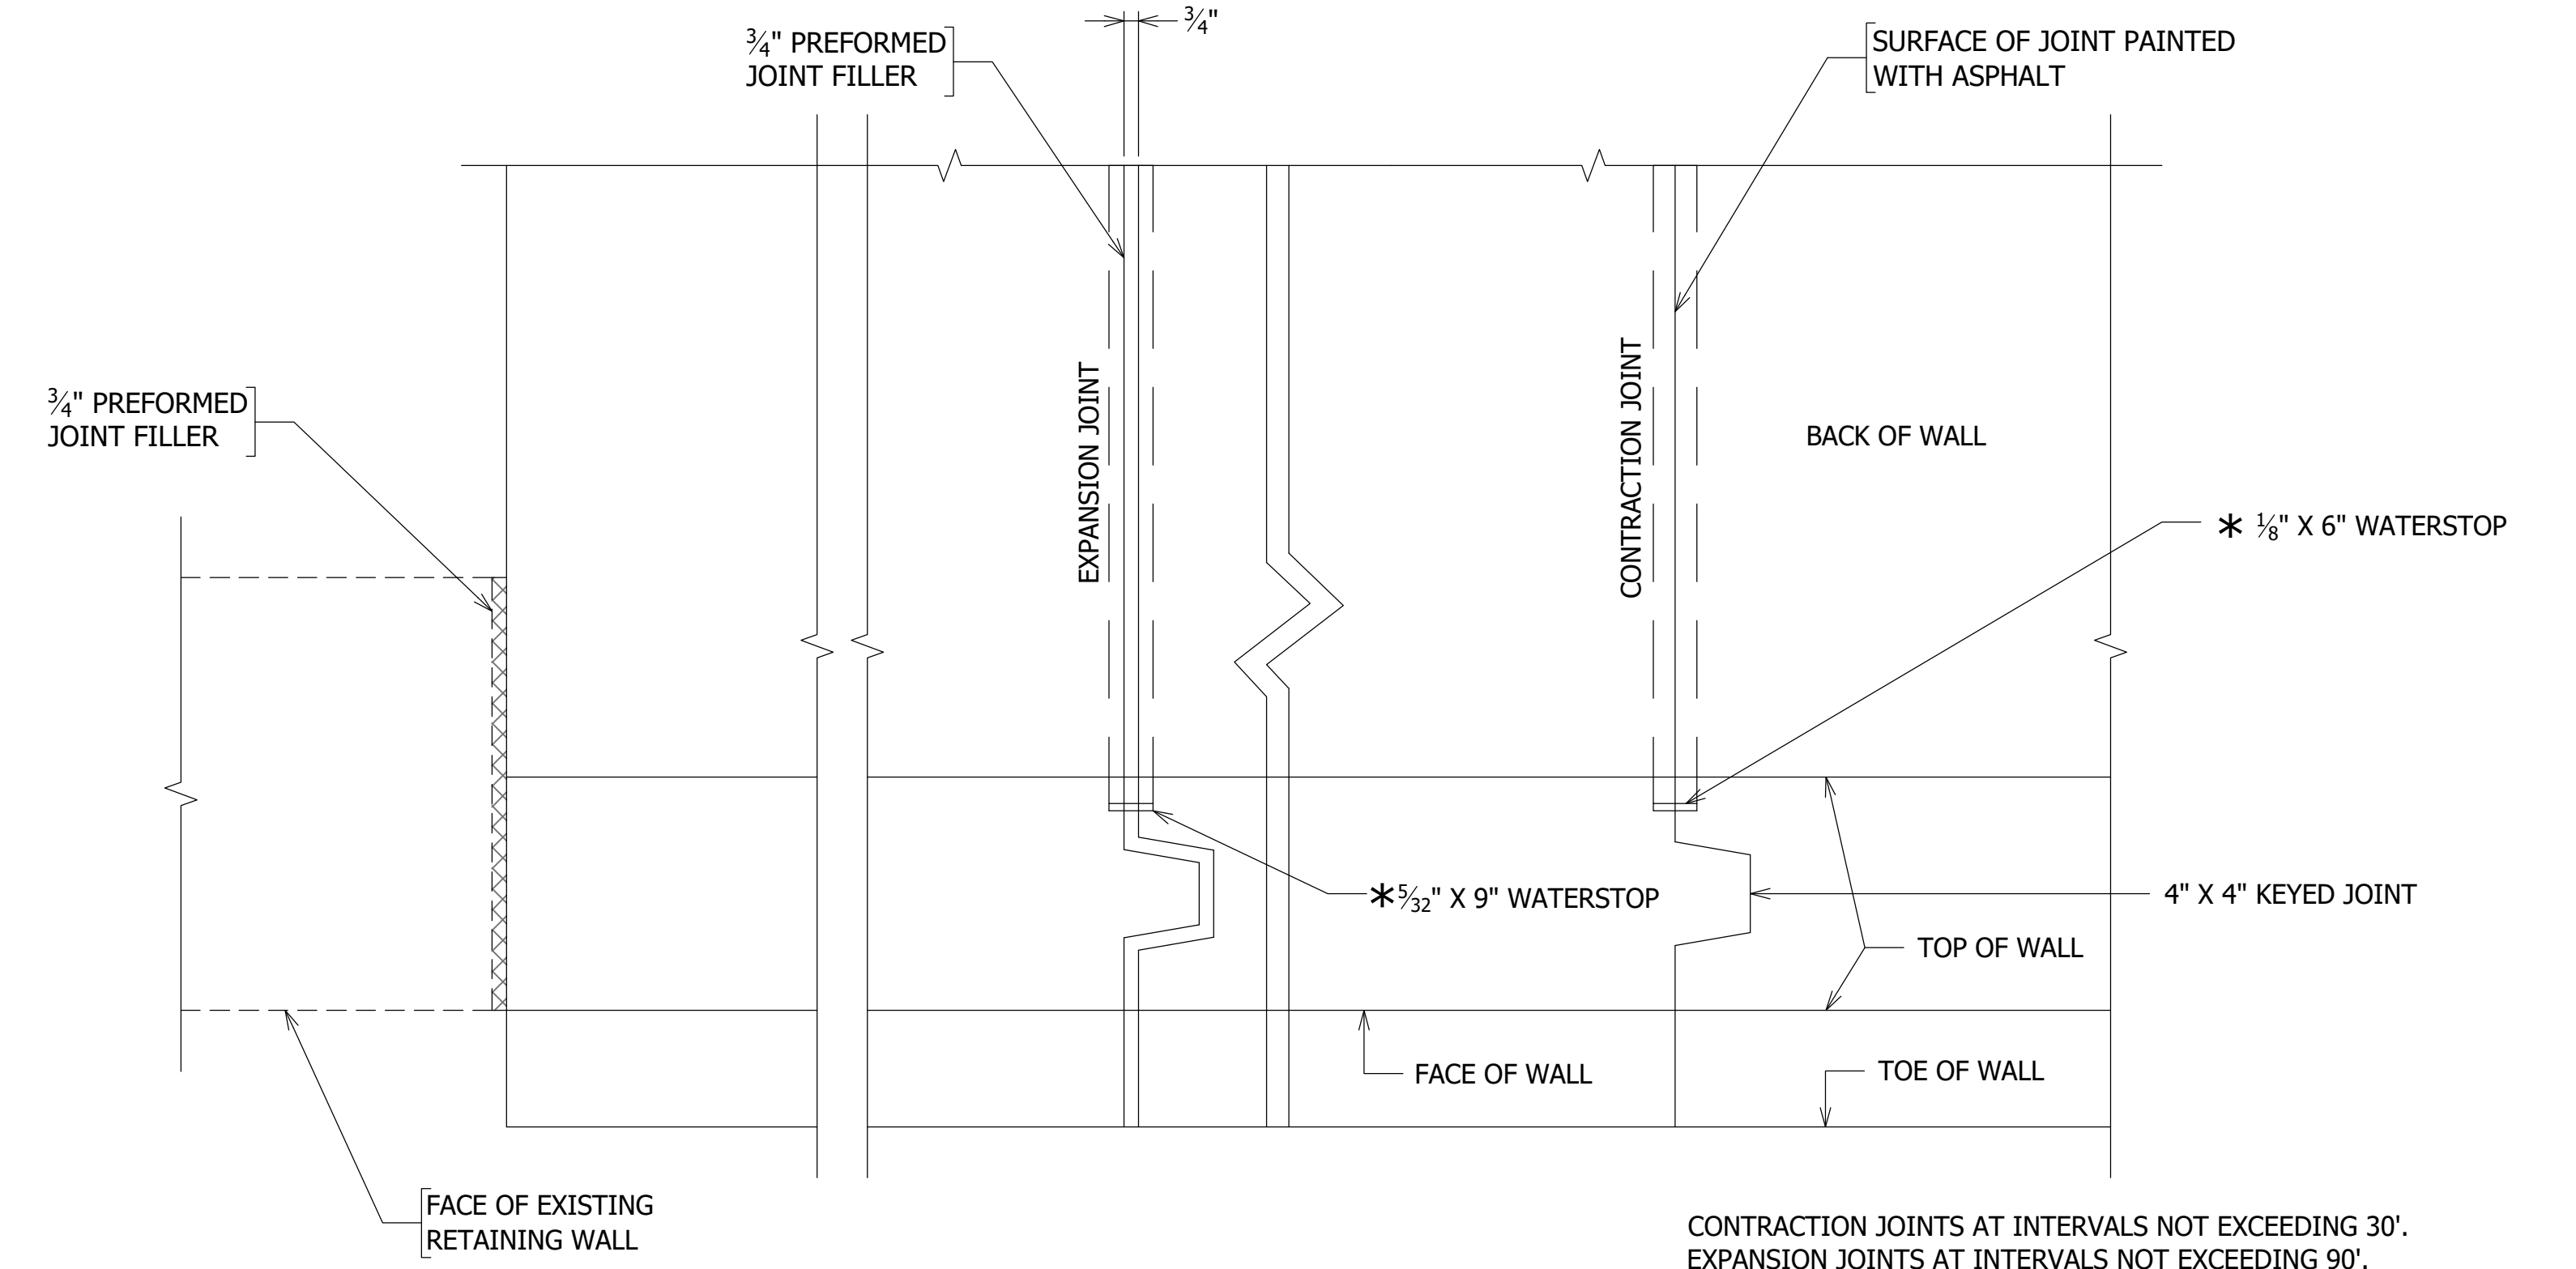 ¾"
¾" PREFORMED
JOINT FILLER
SURFACE OF JOINT PAINTED
WITH ASPHALT
¾" PREFORMED
JOINT FILLER
EXPANSION JOINT
CONTRACTION JOINT
BACK OF WALL
* ⅛" X 6" WATERSTOP
* 5⁄32" X 9" WATERSTOP
4" X 4" KEYED JOINT
TOP OF WALL
FACE OF WALL
TOE OF WALL
FACE OF EXISTING
RETAINING WALL
CONTRACTION JOINTS AT INTERVALS NOT EXCEEDING 30'.
EXPANSION JOINTS AT INTERVALS NOT EXCEEDING 90'.